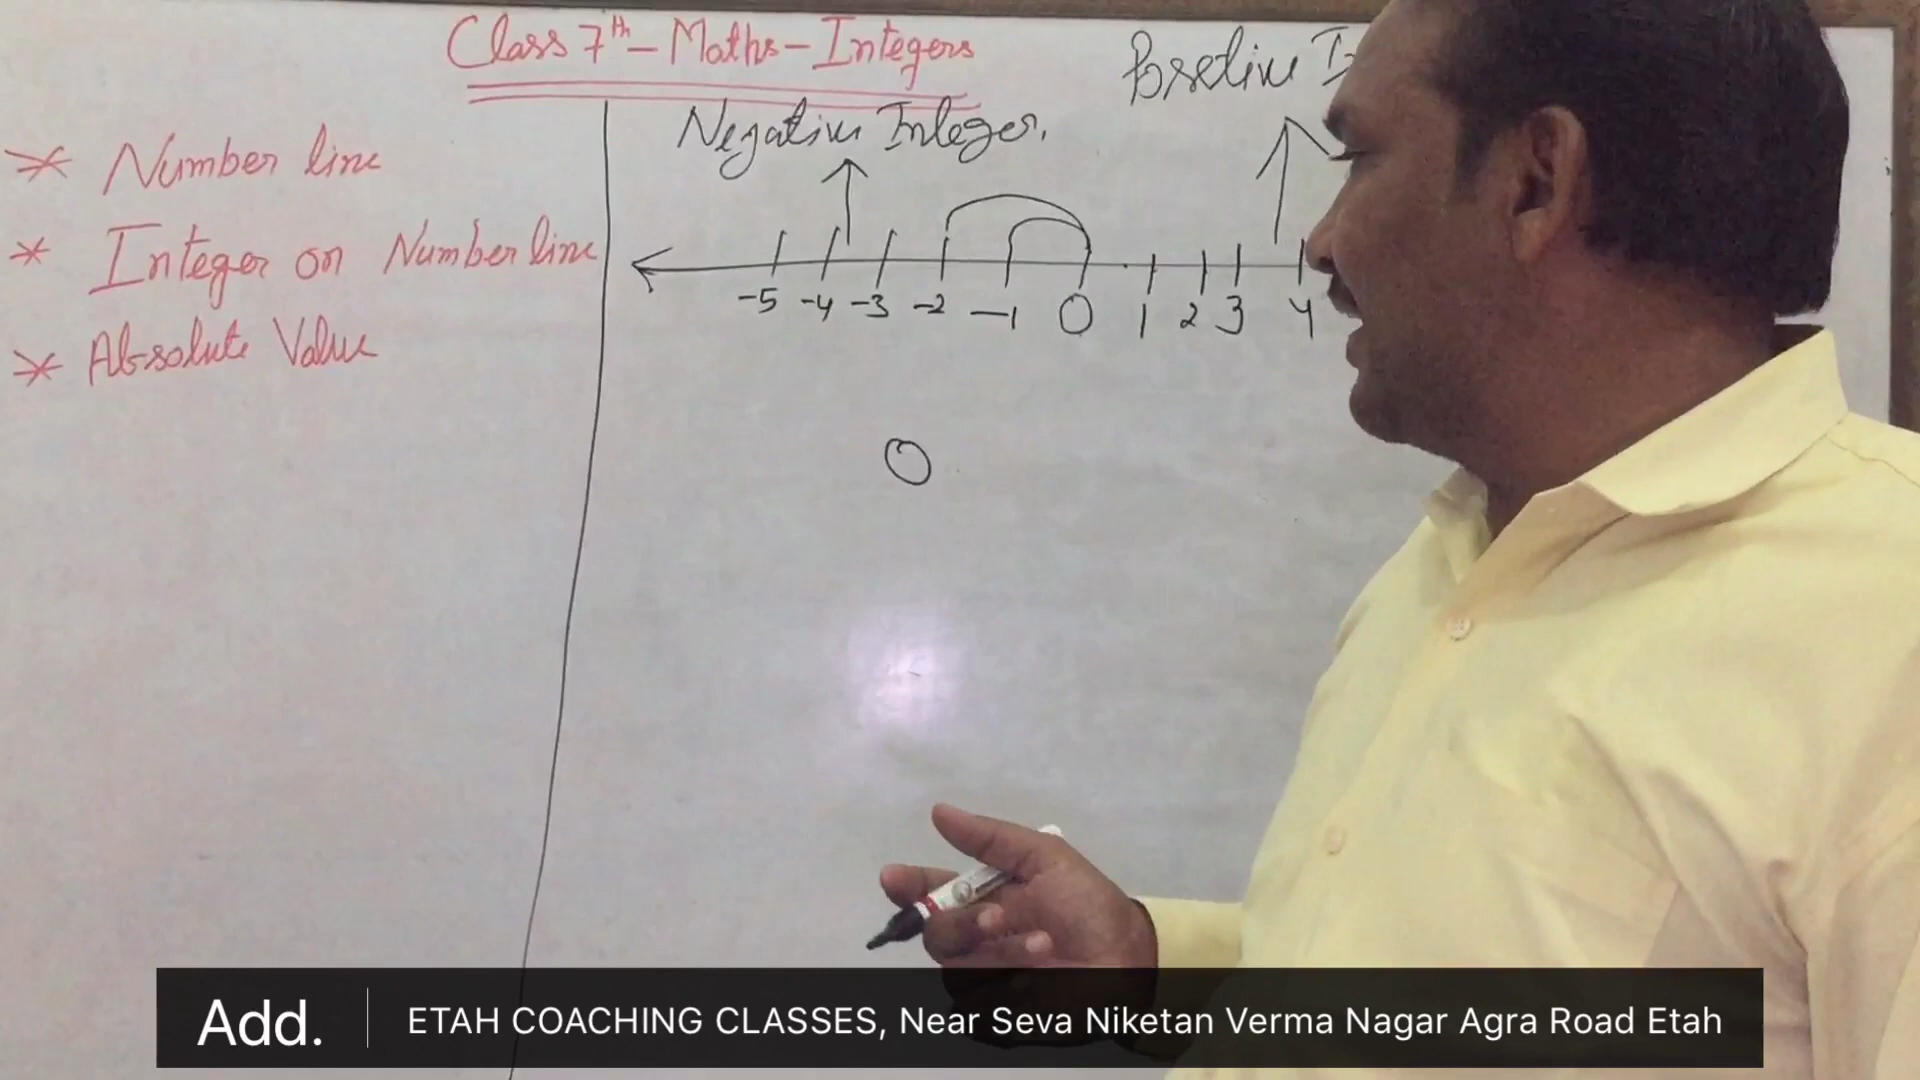 Class 7th - Maths - Integers
* Number line
* Integer on Number line
* Absolute Value
Negative Integer.
Positive I
-5 -4 -3 -2 -1 0 1 2 3 4
0
Add. ETAH COACHING CLASSES, Near Seva Niketan Verma Nagar Agra Road Etah